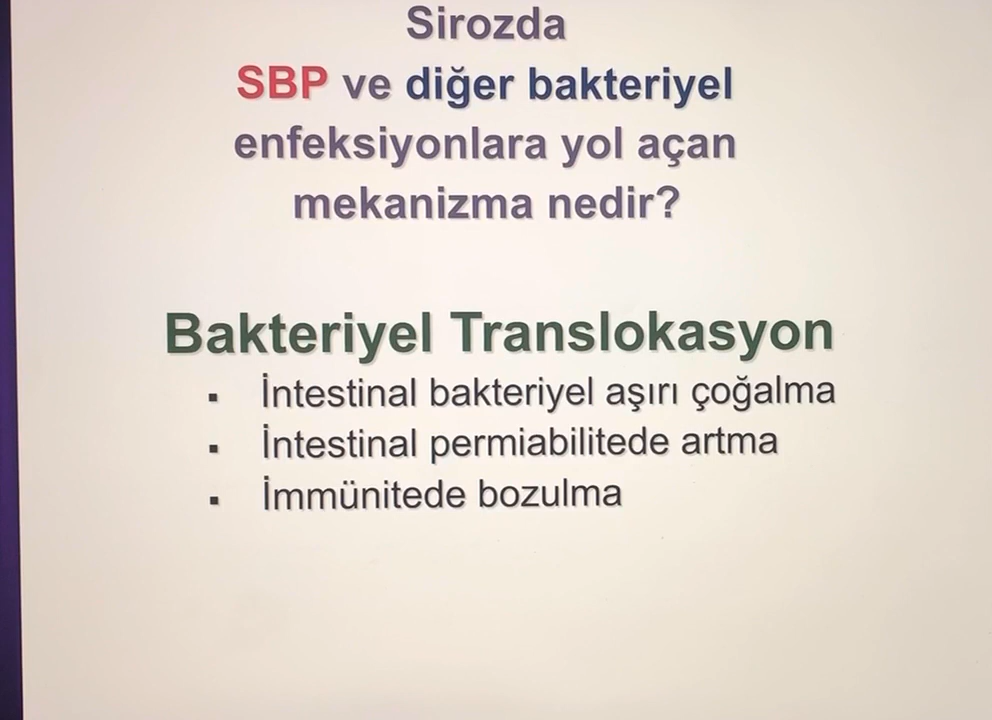 Sirozda
SBP ve diğer bakteriyel
enfeksiyonlara yol açan
mekanizma nedir?
Bakteriyel Translokasyon
▪ İntestinal bakteriyel aşırı çoğalma
▪ İntestinal permiabilitede artma
▪ İmmünitede bozulma